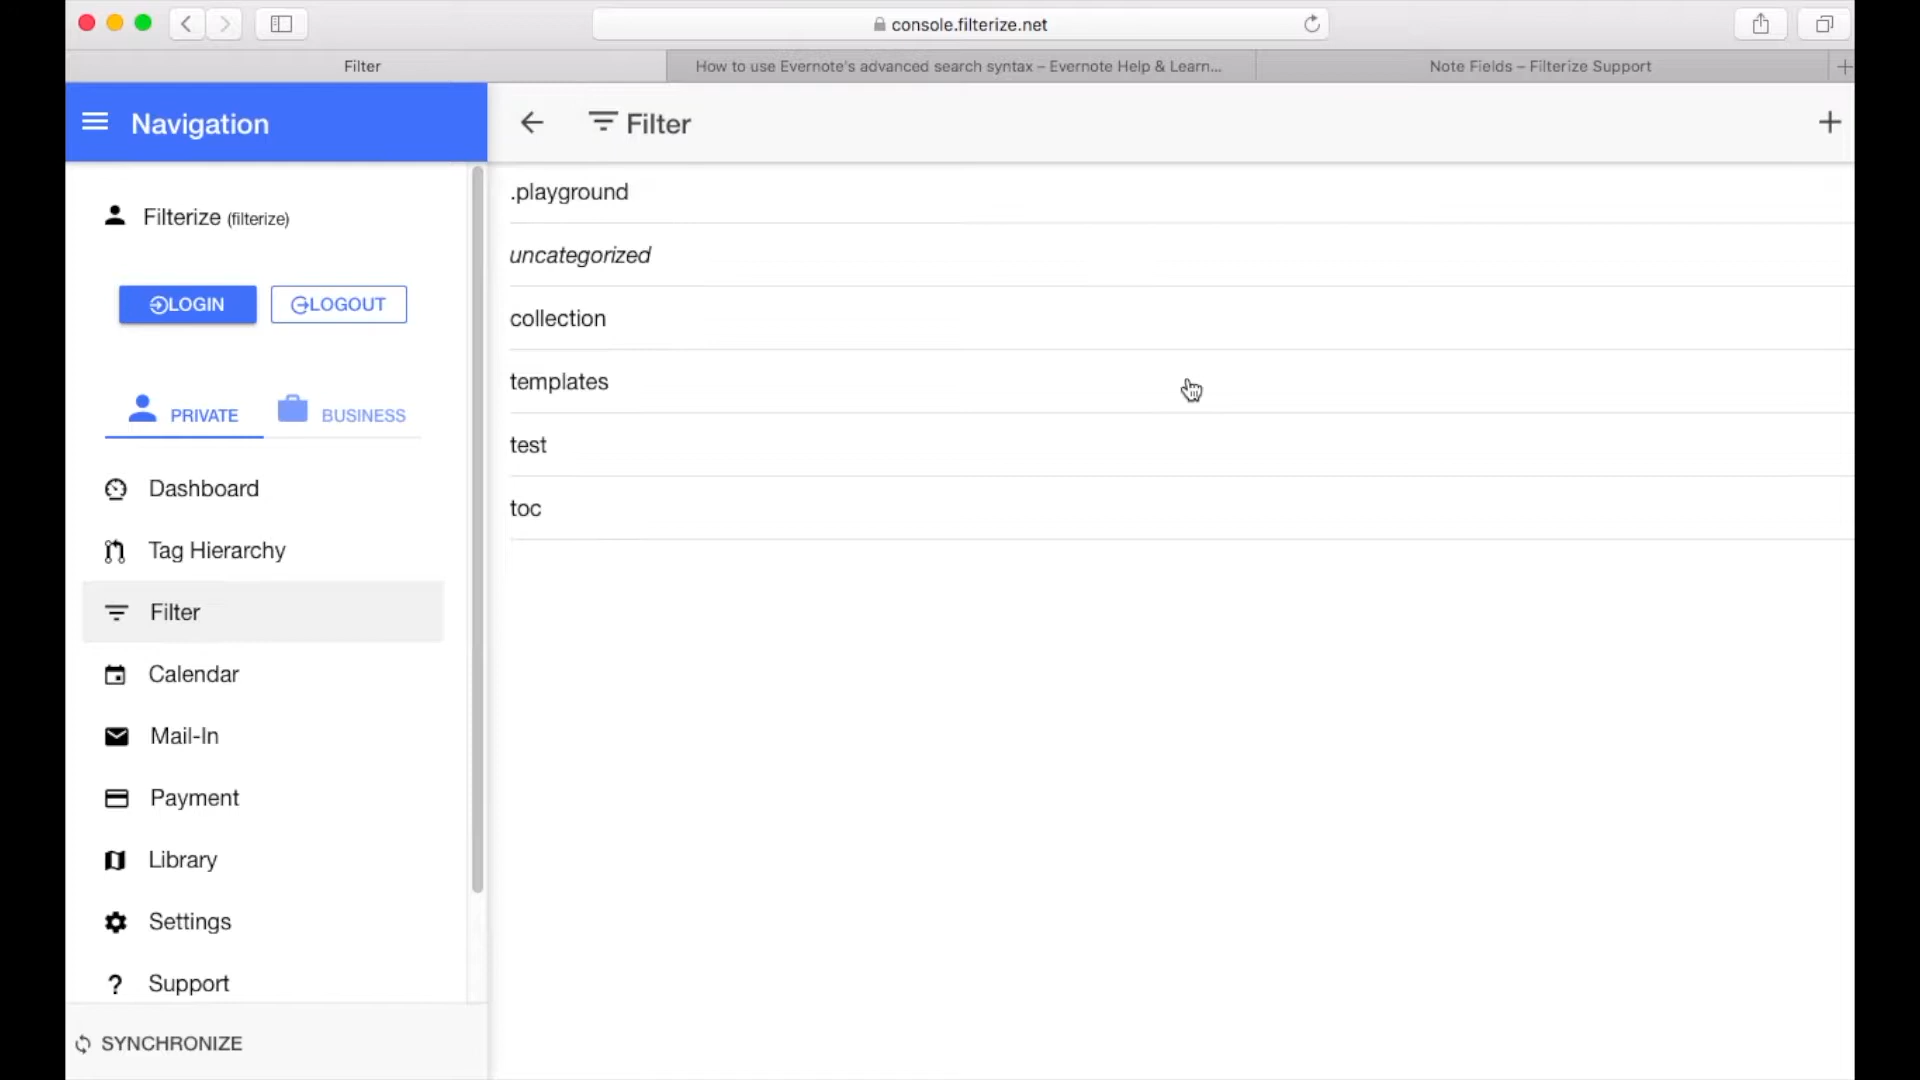 console.filterize.net
Filter
How to use Evernote's advanced search syntax – Evernote Help & Learn...
Note Fields – Filterize Support
Navigation
Filter
Filterize (filterize)
LOGIN
LOGOUT
PRIVATE
BUSINESS
Dashboard
Tag Hierarchy
Filter
Calendar
Mail-In
Payment
Library
Settings
? Support
SYNCHRONIZE
.playground
uncategorized
collection
templates
test
toc